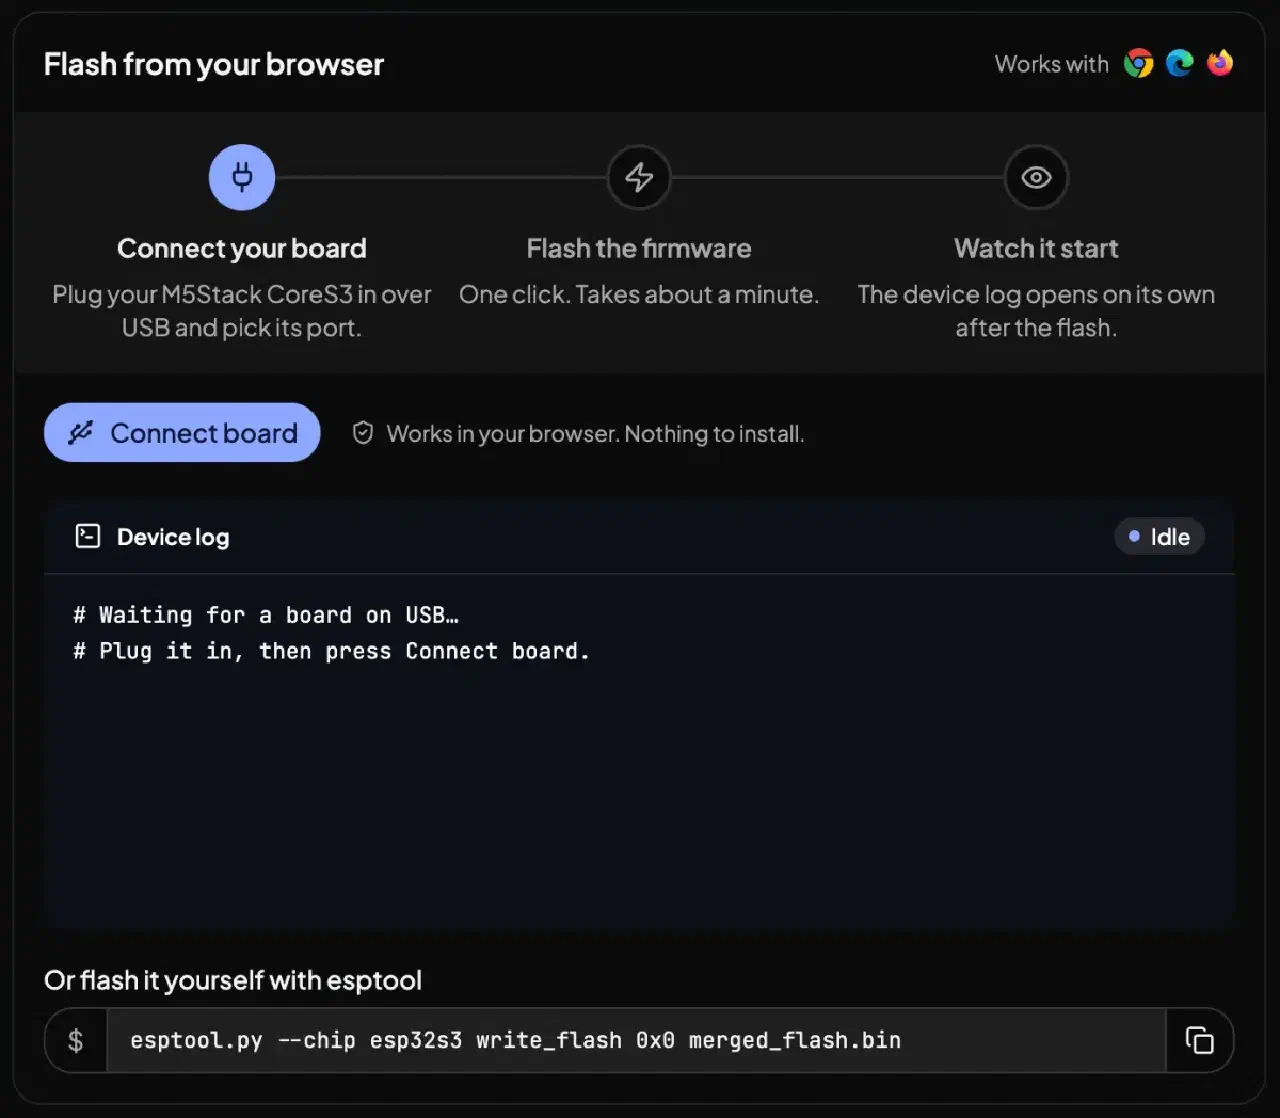 Flash from your browser
Works with
Connect your board
Plug your M5Stack CoreS3 in over
USB and pick its port.
Flash the firmware
One click. Takes about a minute.
Watch it start
The device log opens on its own
after the flash.
Connect board
Works in your browser. Nothing to install.
Device log
Idle
# Waiting for a board on USB…
# Plug it in, then press Connect board.
Or flash it yourself with esptool
$
esptool.py --chip esp32s3 write_flash 0x0 merged_flash.bin